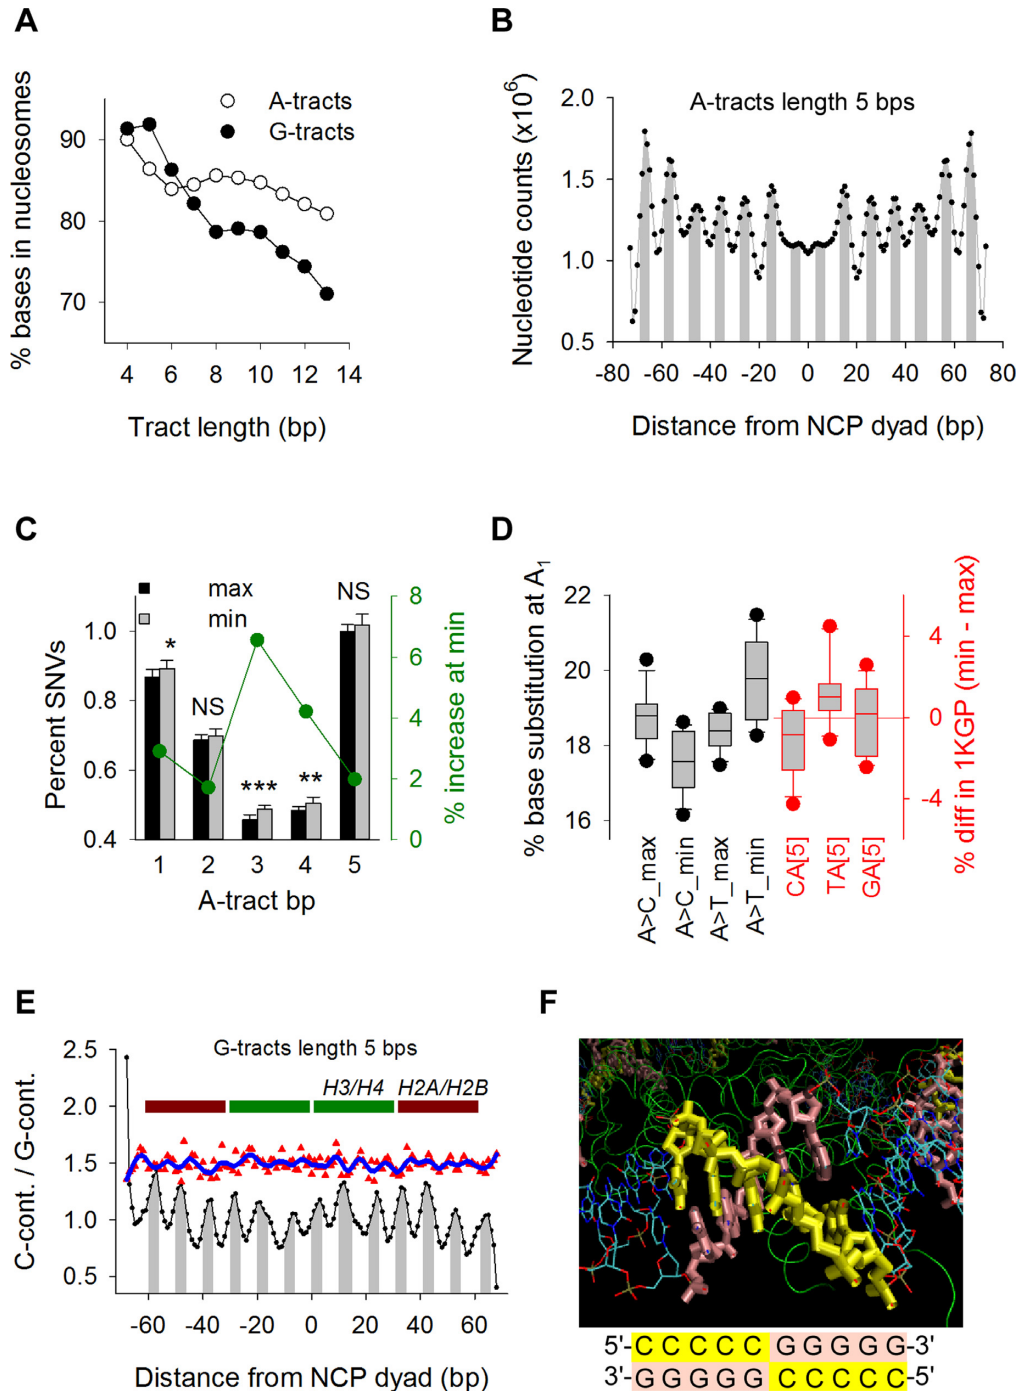 A
% bases in nucleosomes
90
80
70
A-tracts
G-tracts
4 6 8 10 12 14
Tract length (bp)
B
Nucleotide counts (x10⁶)
2.0
1.5
1.0
0.5
A-tracts length 5 bps
-80 -60 -40 -20 0 20 40 60 80
Distance from NCP dyad (bp)
C
Percent SNVs
1.0
0.8
0.6
0.4
max
min
*
NS
***
**
NS
8
6
4
2
0
% increase at min
1 2 3 4 5
A-tract bp
D
% base substitution at A₁
22
20
18
16
4
0
-4
% diff in 1KGP (min - max)
A>C_max
A>C_min
A>T_max
A>T_min
CA[5]
TA[5]
GA[5]
E
C-cont. / G-cont.
2.5
2.0
1.5
1.0
0.5
G-tracts length 5 bps
H3/H4 H2A/H2B
-60 -40 -20 0 20 40 60
Distance from NCP dyad (bp)
F
5'-C C C C C G G G G G-3'
3'-G G G G G C C C C C-5'